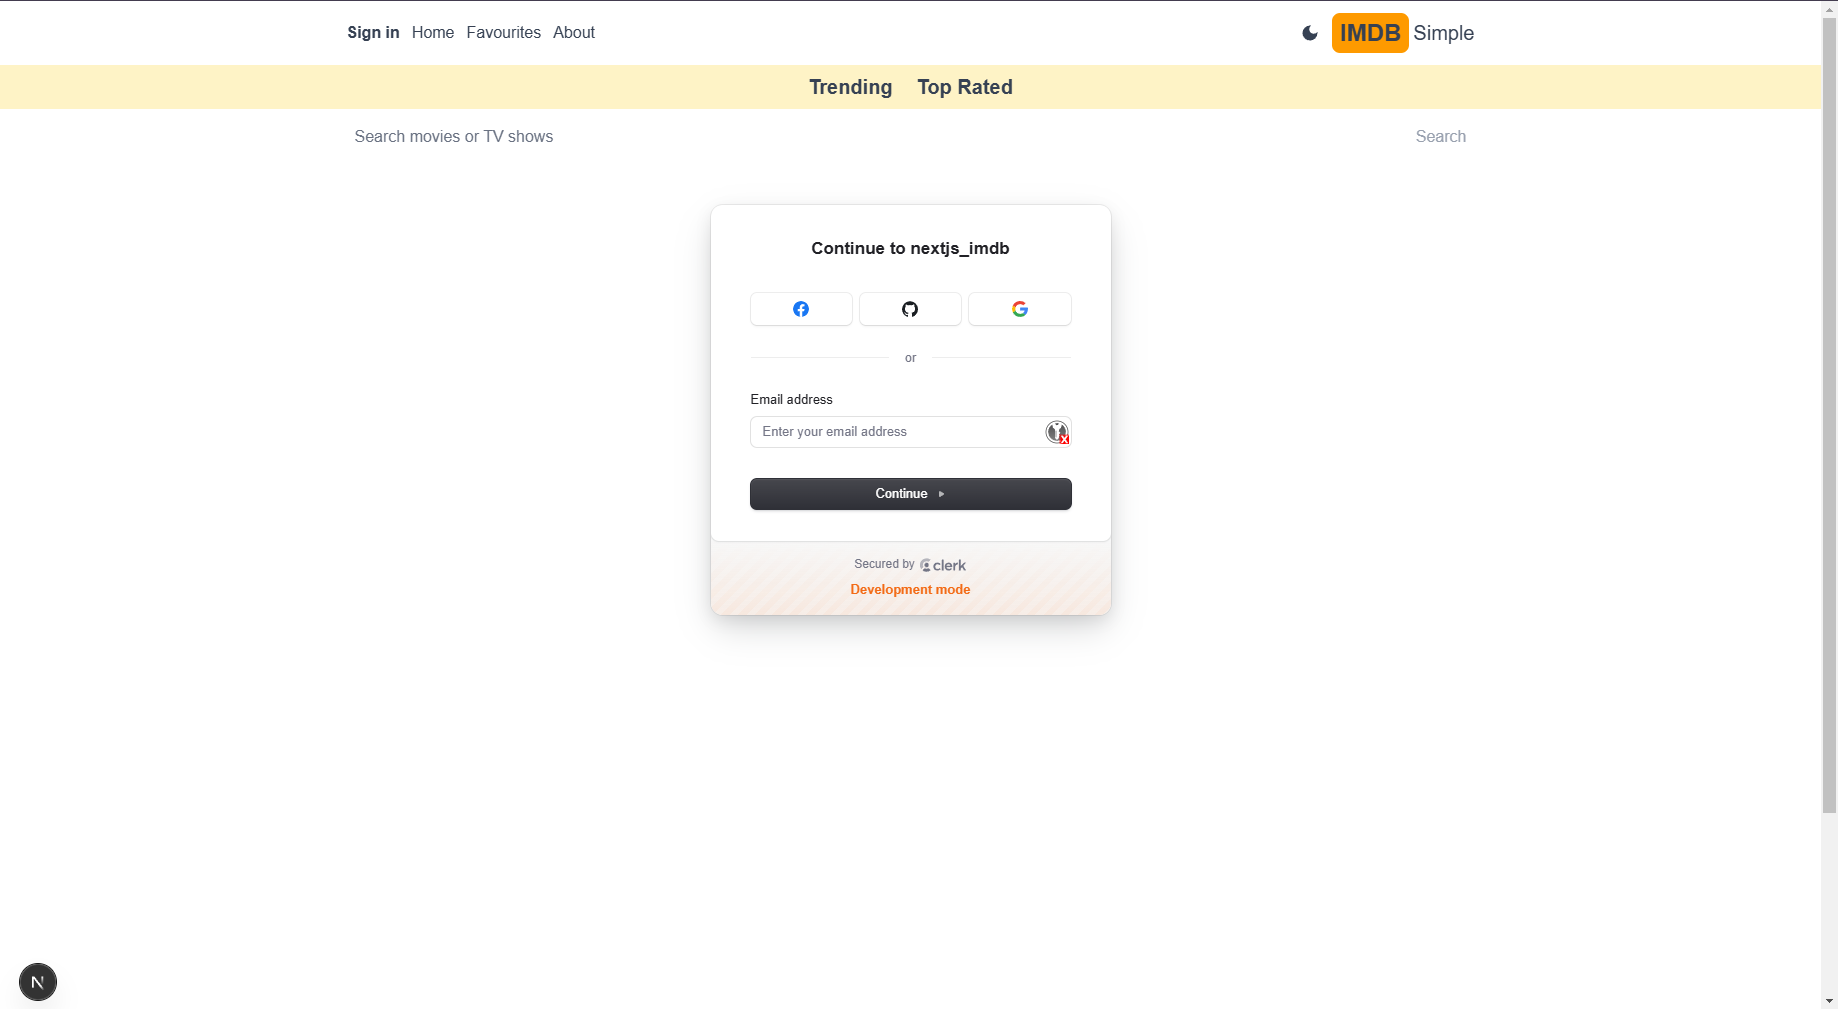 Sign in Home Favourites About IMDB Simple
Trending Top Rated
Search movies or TV shows Search
Continue to nextjs_imdb
or
Email address
Enter your email address
Continue
Secured by clerk
Development mode
N